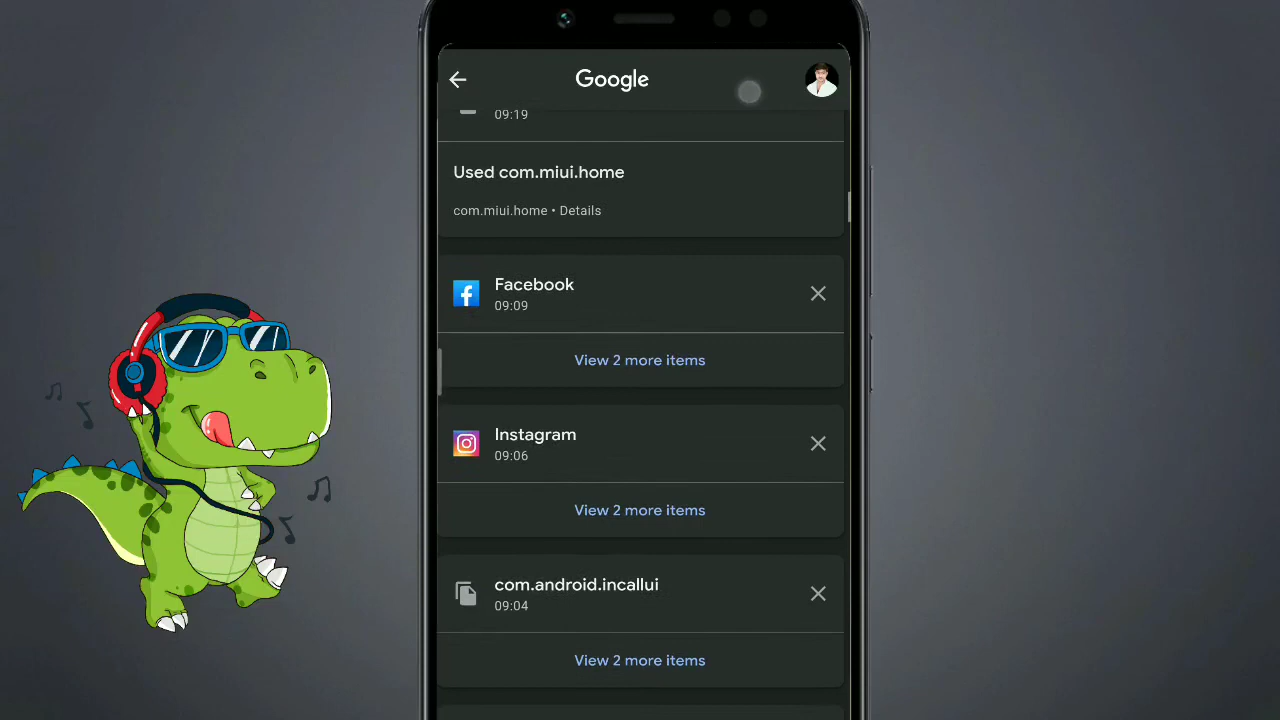 Google
09:19
Used com.miui.home
com.miui.home • Details
Facebook
09:09
View 2 more items
Instagram
09:06
View 2 more items
com.android.incallui
09:04
View 2 more items